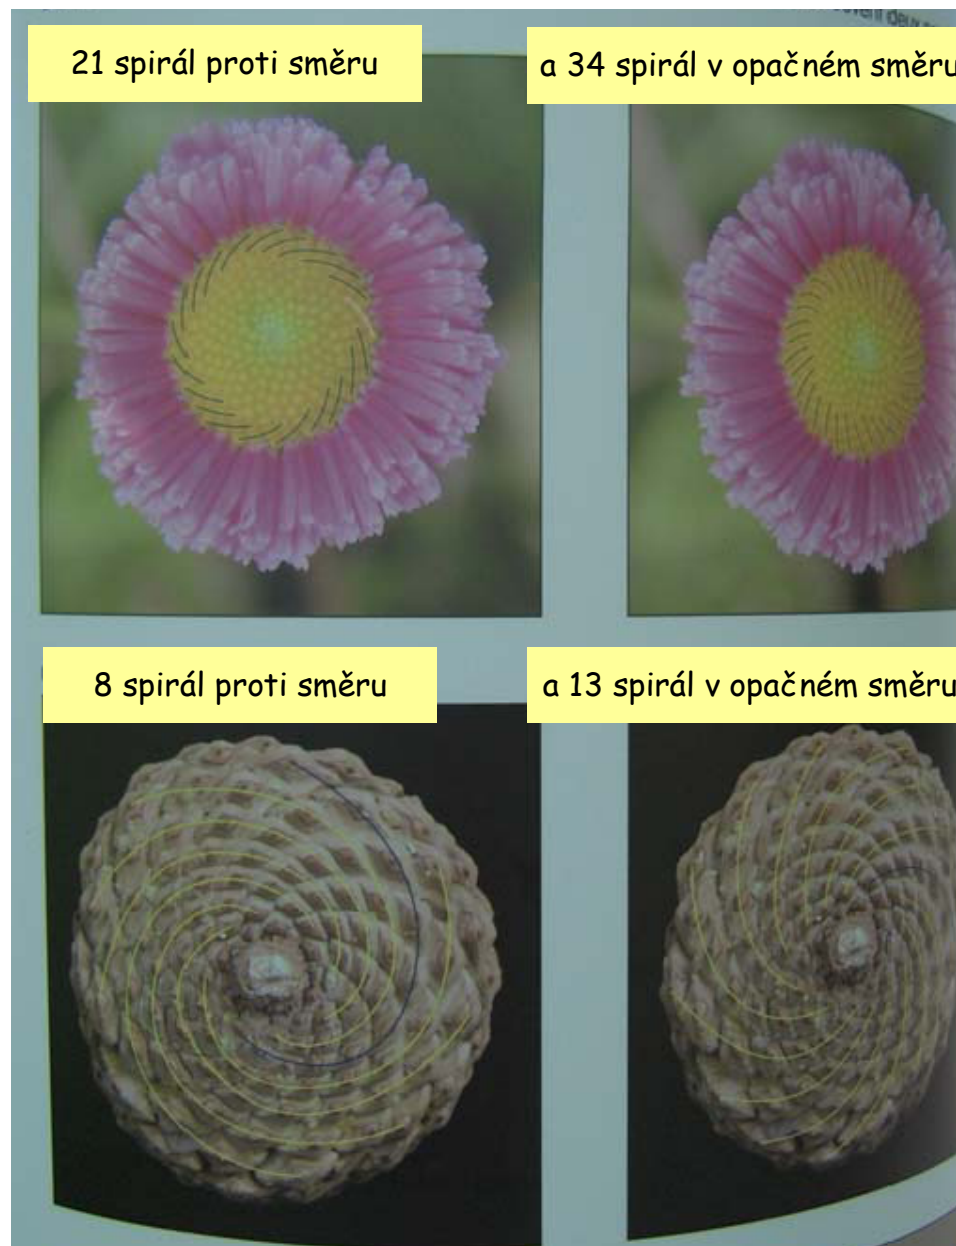 21 spirál proti směru
a 34 spirál v opačném směru
8 spirál proti směru
a 13 spirál v opačném směru